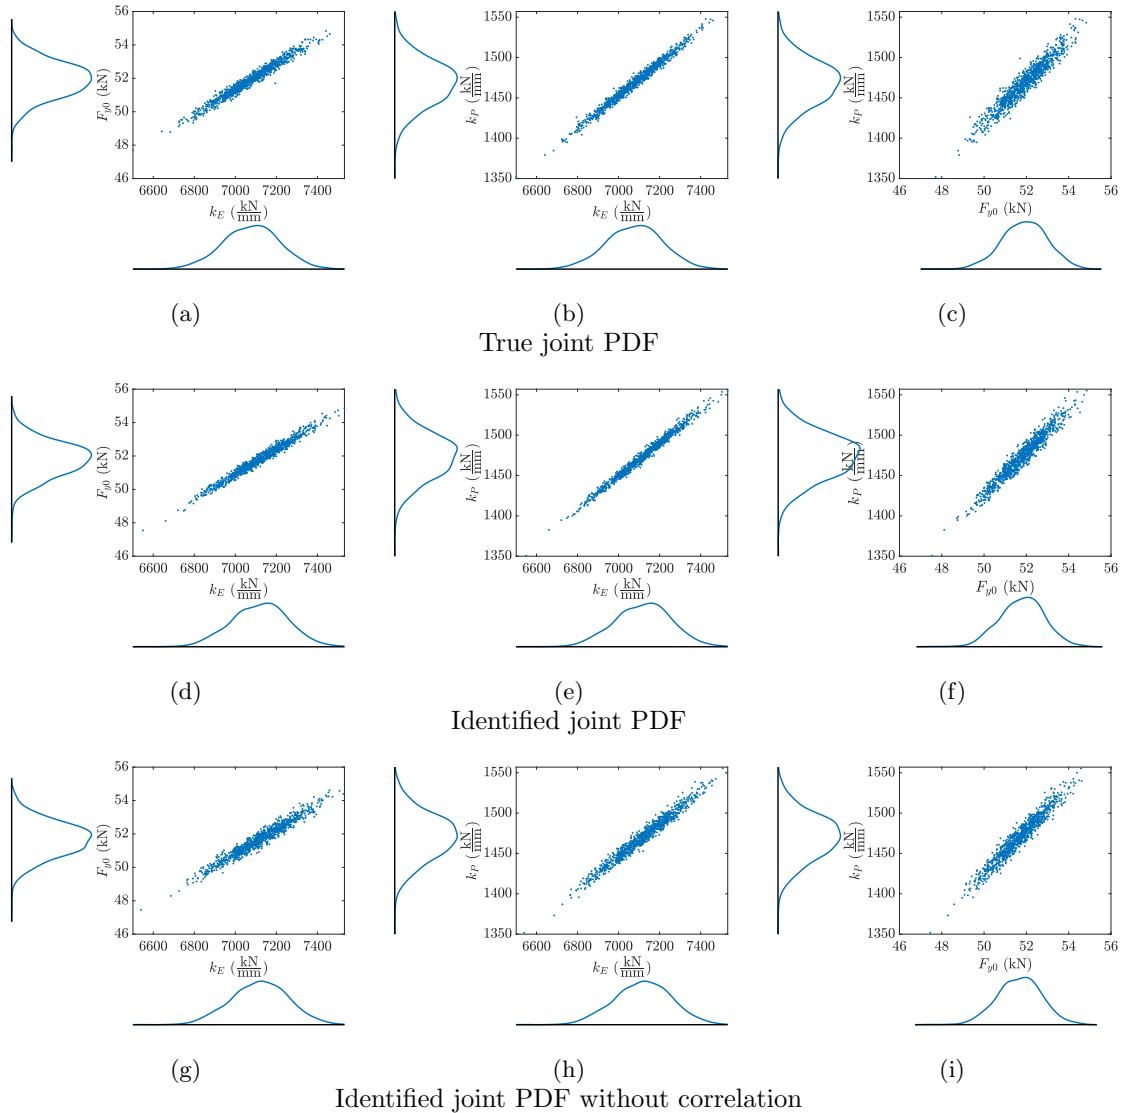 56
54
52
50
48
46
F_{y0} (kN)
6600 6800 7000 7200 7400
k_E (kN/mm)
(a)
1550
1500
1450
1400
1350
k_P (kN/mm)
6600 6800 7000 7200 7400
k_E (kN/mm)
(b)
1550
1500
1450
1400
1350
k_P (kN/mm)
46 48 50 52 54 56
F_{y0} (kN)
(c)
True joint PDF
56
54
52
50
48
46
F_{y0} (kN)
6600 6800 7000 7200 7400
k_E (kN/mm)
(d)
1550
1500
1450
1400
1350
k_P (kN/mm)
6600 6800 7000 7200 7400
k_E (kN/mm)
(e)
1550
1500
1450
1400
1350
k_P (kN/mm)
46 48 50 52 54 56
F_{y0} (kN)
(f)
Identified joint PDF
56
54
52
50
48
46
F_{y0} (kN)
6600 6800 7000 7200 7400
k_E (kN/mm)
(g)
1550
1500
1450
1400
1350
k_P (kN/mm)
6600 6800 7000 7200 7400
k_E (kN/mm)
(h)
1550
1500
1450
1400
1350
k_P (kN/mm)
46 48 50 52 54 56
F_{y0} (kN)
(i)
Identified joint PDF without correlation